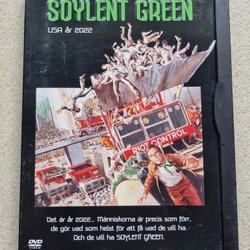 SOYLENT GREEN
USA år 2022
RIOT CONTROL
Det är år 2022... Människorna är precis som förr,
de gör vad som helst för att få vad de vill ha.
Och de vill ha SOYLENT GREEN.
DVD